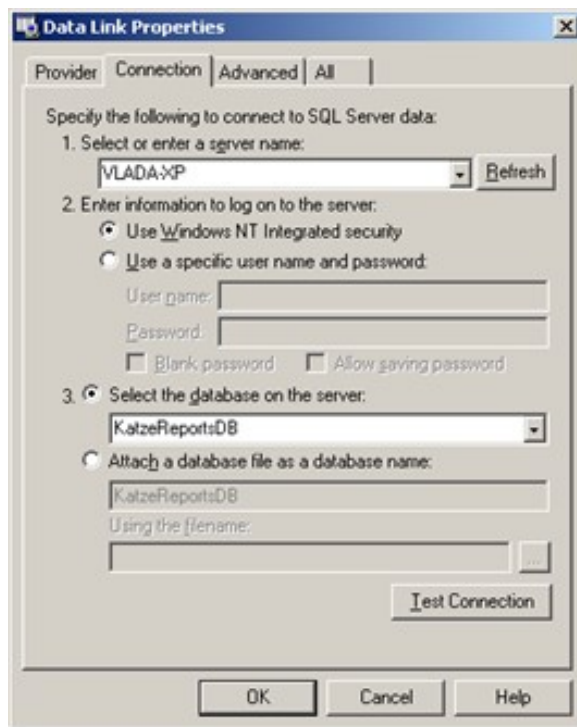 Data Link Properties
Provider Connection Advanced All
Specify the following to connect to SQL Server data:
1. Select or enter a server name:
VLADA-XP Refresh
2. Enter information to log on to the server:
Use Windows NT Integrated security
Use a specific user name and password:
User name:
Password:
Blank password Allow saving password
3. Select the database on the server:
KatzeReportsDB
Attach a database file as a database name:
KatzeReportsDB
Using the filename:
...
Test Connection
OK Cancel Help